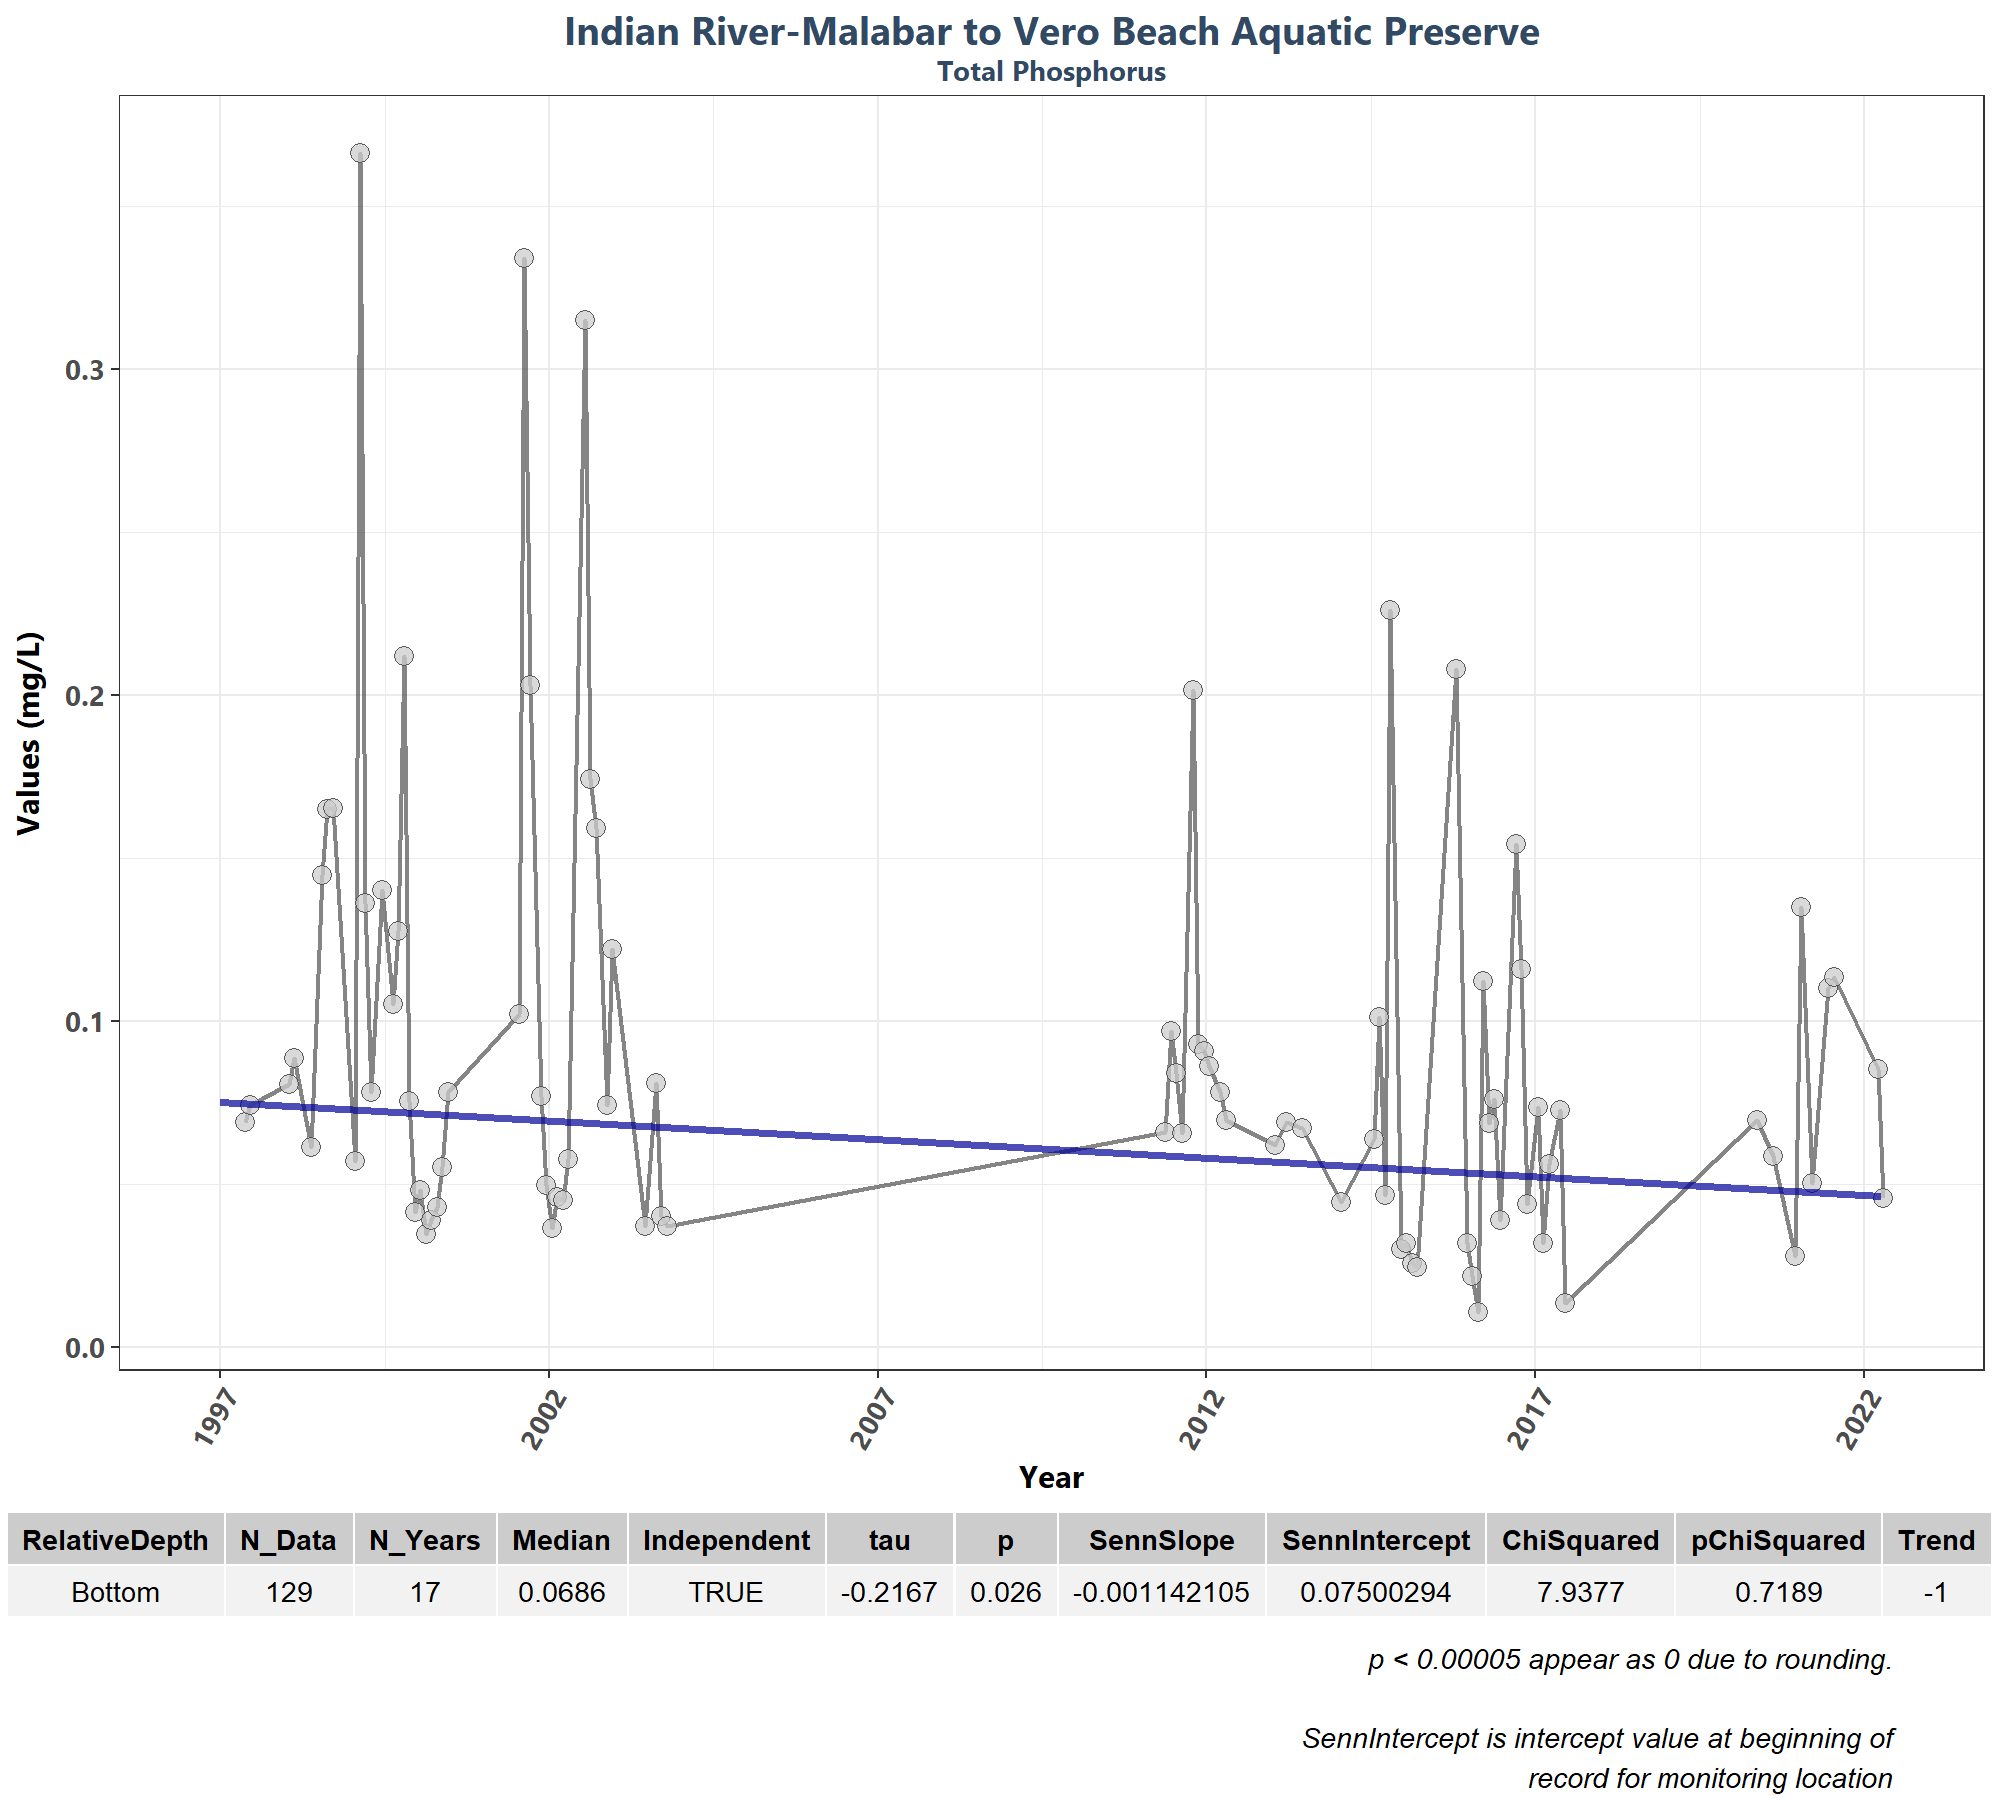 Indian River-Malabar to Vero Beach Aquatic Preserve
Total Phosphorus
Values (mg/L)
0.3
0.2
0.1
0.0
1997 2002 2007 2012 2017 2022
Year
RelativeDepth N_Data N_Years Median Independent tau p SennSlope SennIntercept ChiSquared pChiSquared Trend
Bottom 129 17 0.0686 TRUE -0.2167 0.026 -0.001142105 0.07500294 7.9377 0.7189 -1
p < 0.00005 appear as 0 due to rounding.
SennIntercept is intercept value at beginning of
record for monitoring location